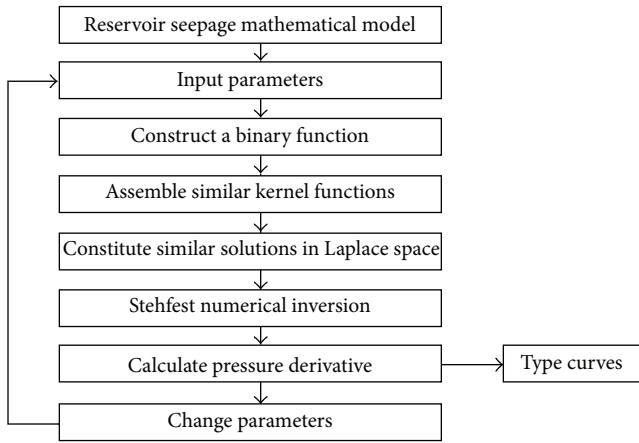 Reservoir seepage mathematical model
Input parameters
Construct a binary function
Assemble similar kernel functions
Constitute similar solutions in Laplace space
Stehfest numerical inversion
Calculate pressure derivative
Type curves
Change parameters